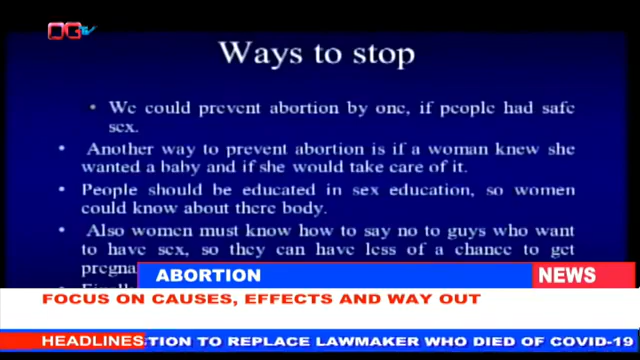 OGTV
Ways to stop
• We could prevent abortion by one, if people had safe
sex.
• Another way to prevent abortion is if a woman knew she
wanted a baby and if she would take care of it.
• People should be educated in sex education, so women
could know about there body.
• Also women must know how to say no to guys who want
to have sex, so they can have less of a chance to get
ABORTION
NEWS
FOCUS ON CAUSES, EFFECTS AND WAY OUT
HEADLINES TION TO REPLACE LAWMAKER WHO DIED OF COVID-19